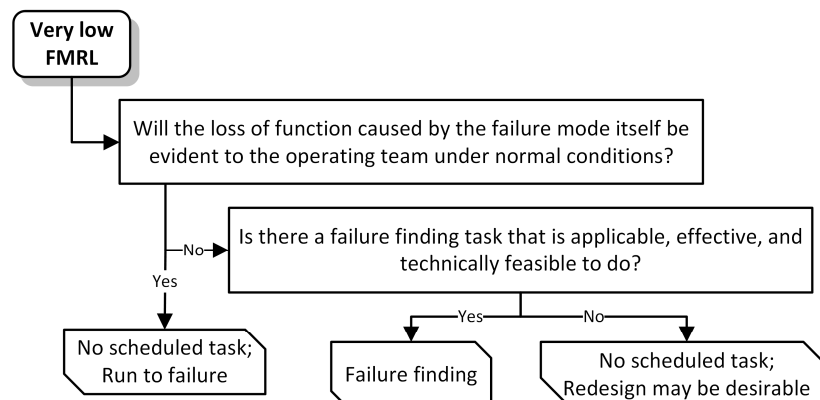 Very low
FMRL
Will the loss of function caused by the failure mode itself be
evident to the operating team under normal conditions?
No
Is there a failure finding task that is applicable, effective, and
technically feasible to do?
Yes
Yes
No
No scheduled task;
Run to failure
Failure finding
No scheduled task;
Redesign may be desirable